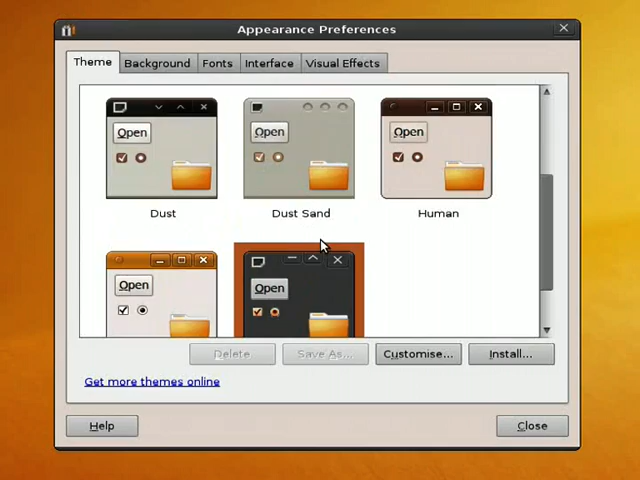 Appearance Preferences
Theme Background Fonts Interface Visual Effects
Open Open Open
Dust Dust Sand Human
Open Open
Delete Save As... Customise... Install...
Get more themes online
Help Close